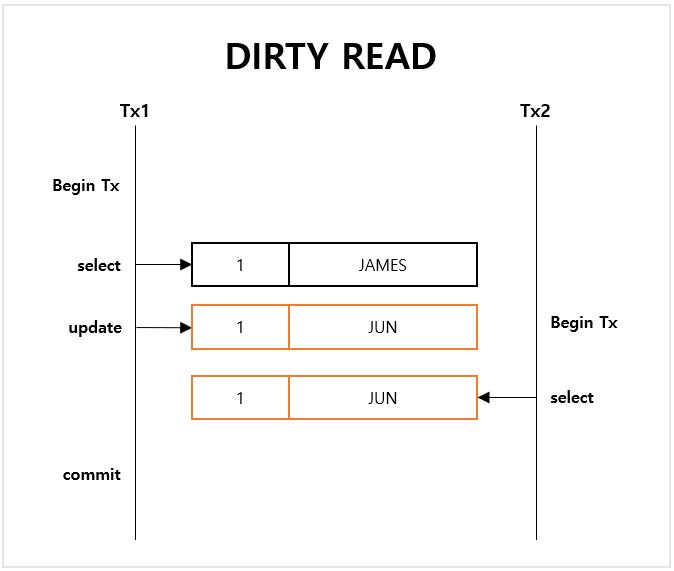 DIRTY READ
Tx1
Tx2
Begin Tx
select
1
JAMES
update
1
JUN
Begin Tx
1
JUN
select
commit